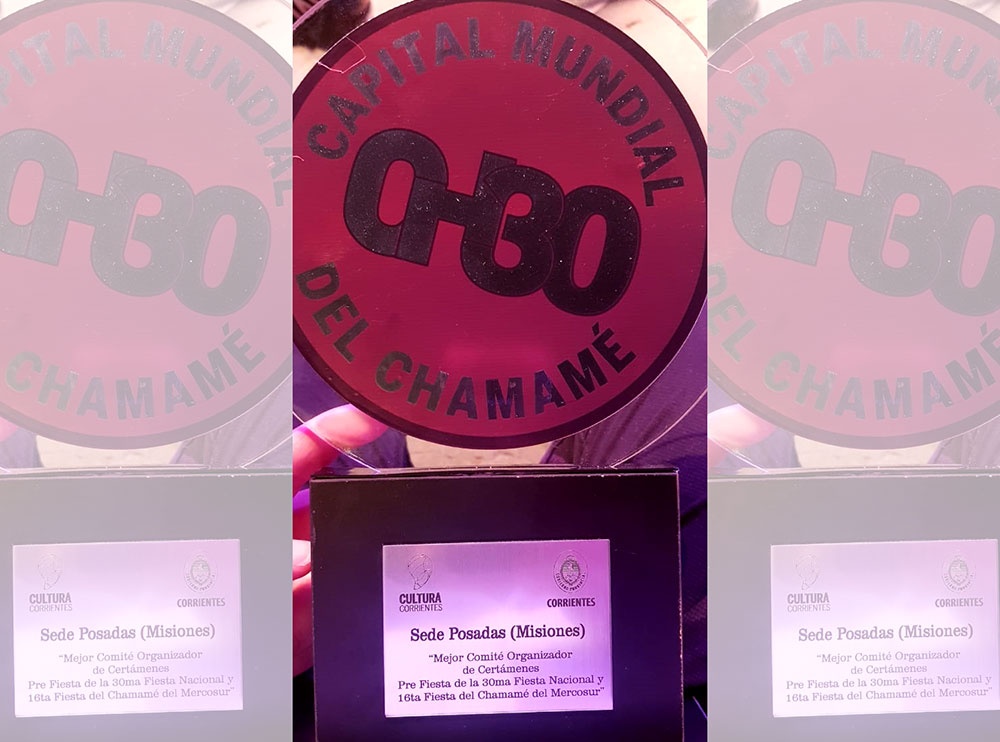 CAPITAL MUNDIAL
030
DEL CHAMAMÉ
CULTURA
CORRIENTES
CORRIENTES
Sede Posadas (Misiones)
“Mejor Comité Organizador
de Certámenes
Pre Fiesta de la 30ma Fiesta Nacional y
16ta Fiesta del Chamamé del Mercosur”